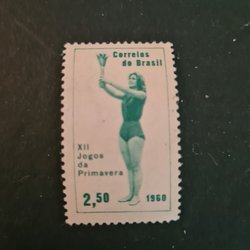 Correios
do Brasil
XII
Jogos
da
Primavera
2,50 1960